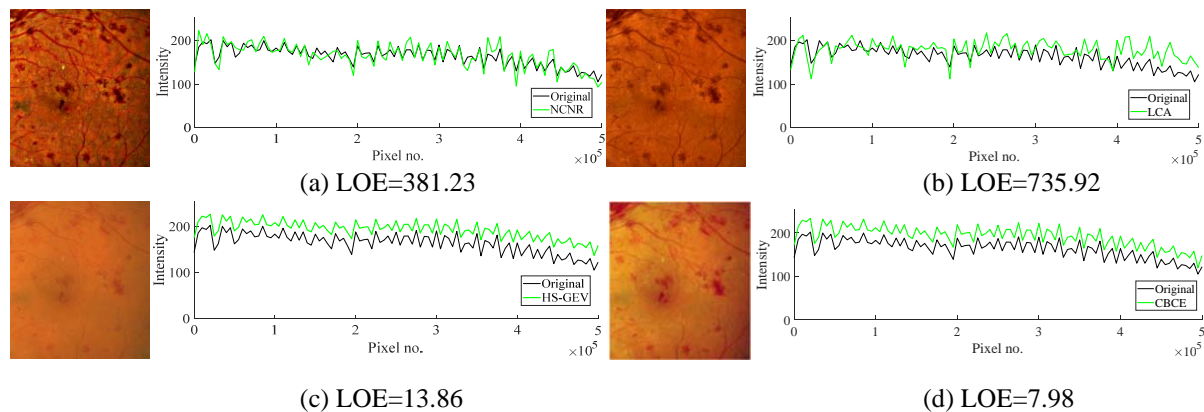 Intensity
200
100
0
Original
NCNR
0 1 2 3 4 5
Pixel no.
×10^5
(a) LOE=381.23
Intensity
200
100
0
Original
LCA
0 1 2 3 4 5
Pixel no.
×10^5
(b) LOE=735.92
Intensity
200
100
0
Original
HS-GEV
0 1 2 3 4 5
Pixel no.
×10^5
(c) LOE=13.86
Intensity
200
100
0
Original
CBCE
0 1 2 3 4 5
Pixel no.
×10^5
(d) LOE=7.98